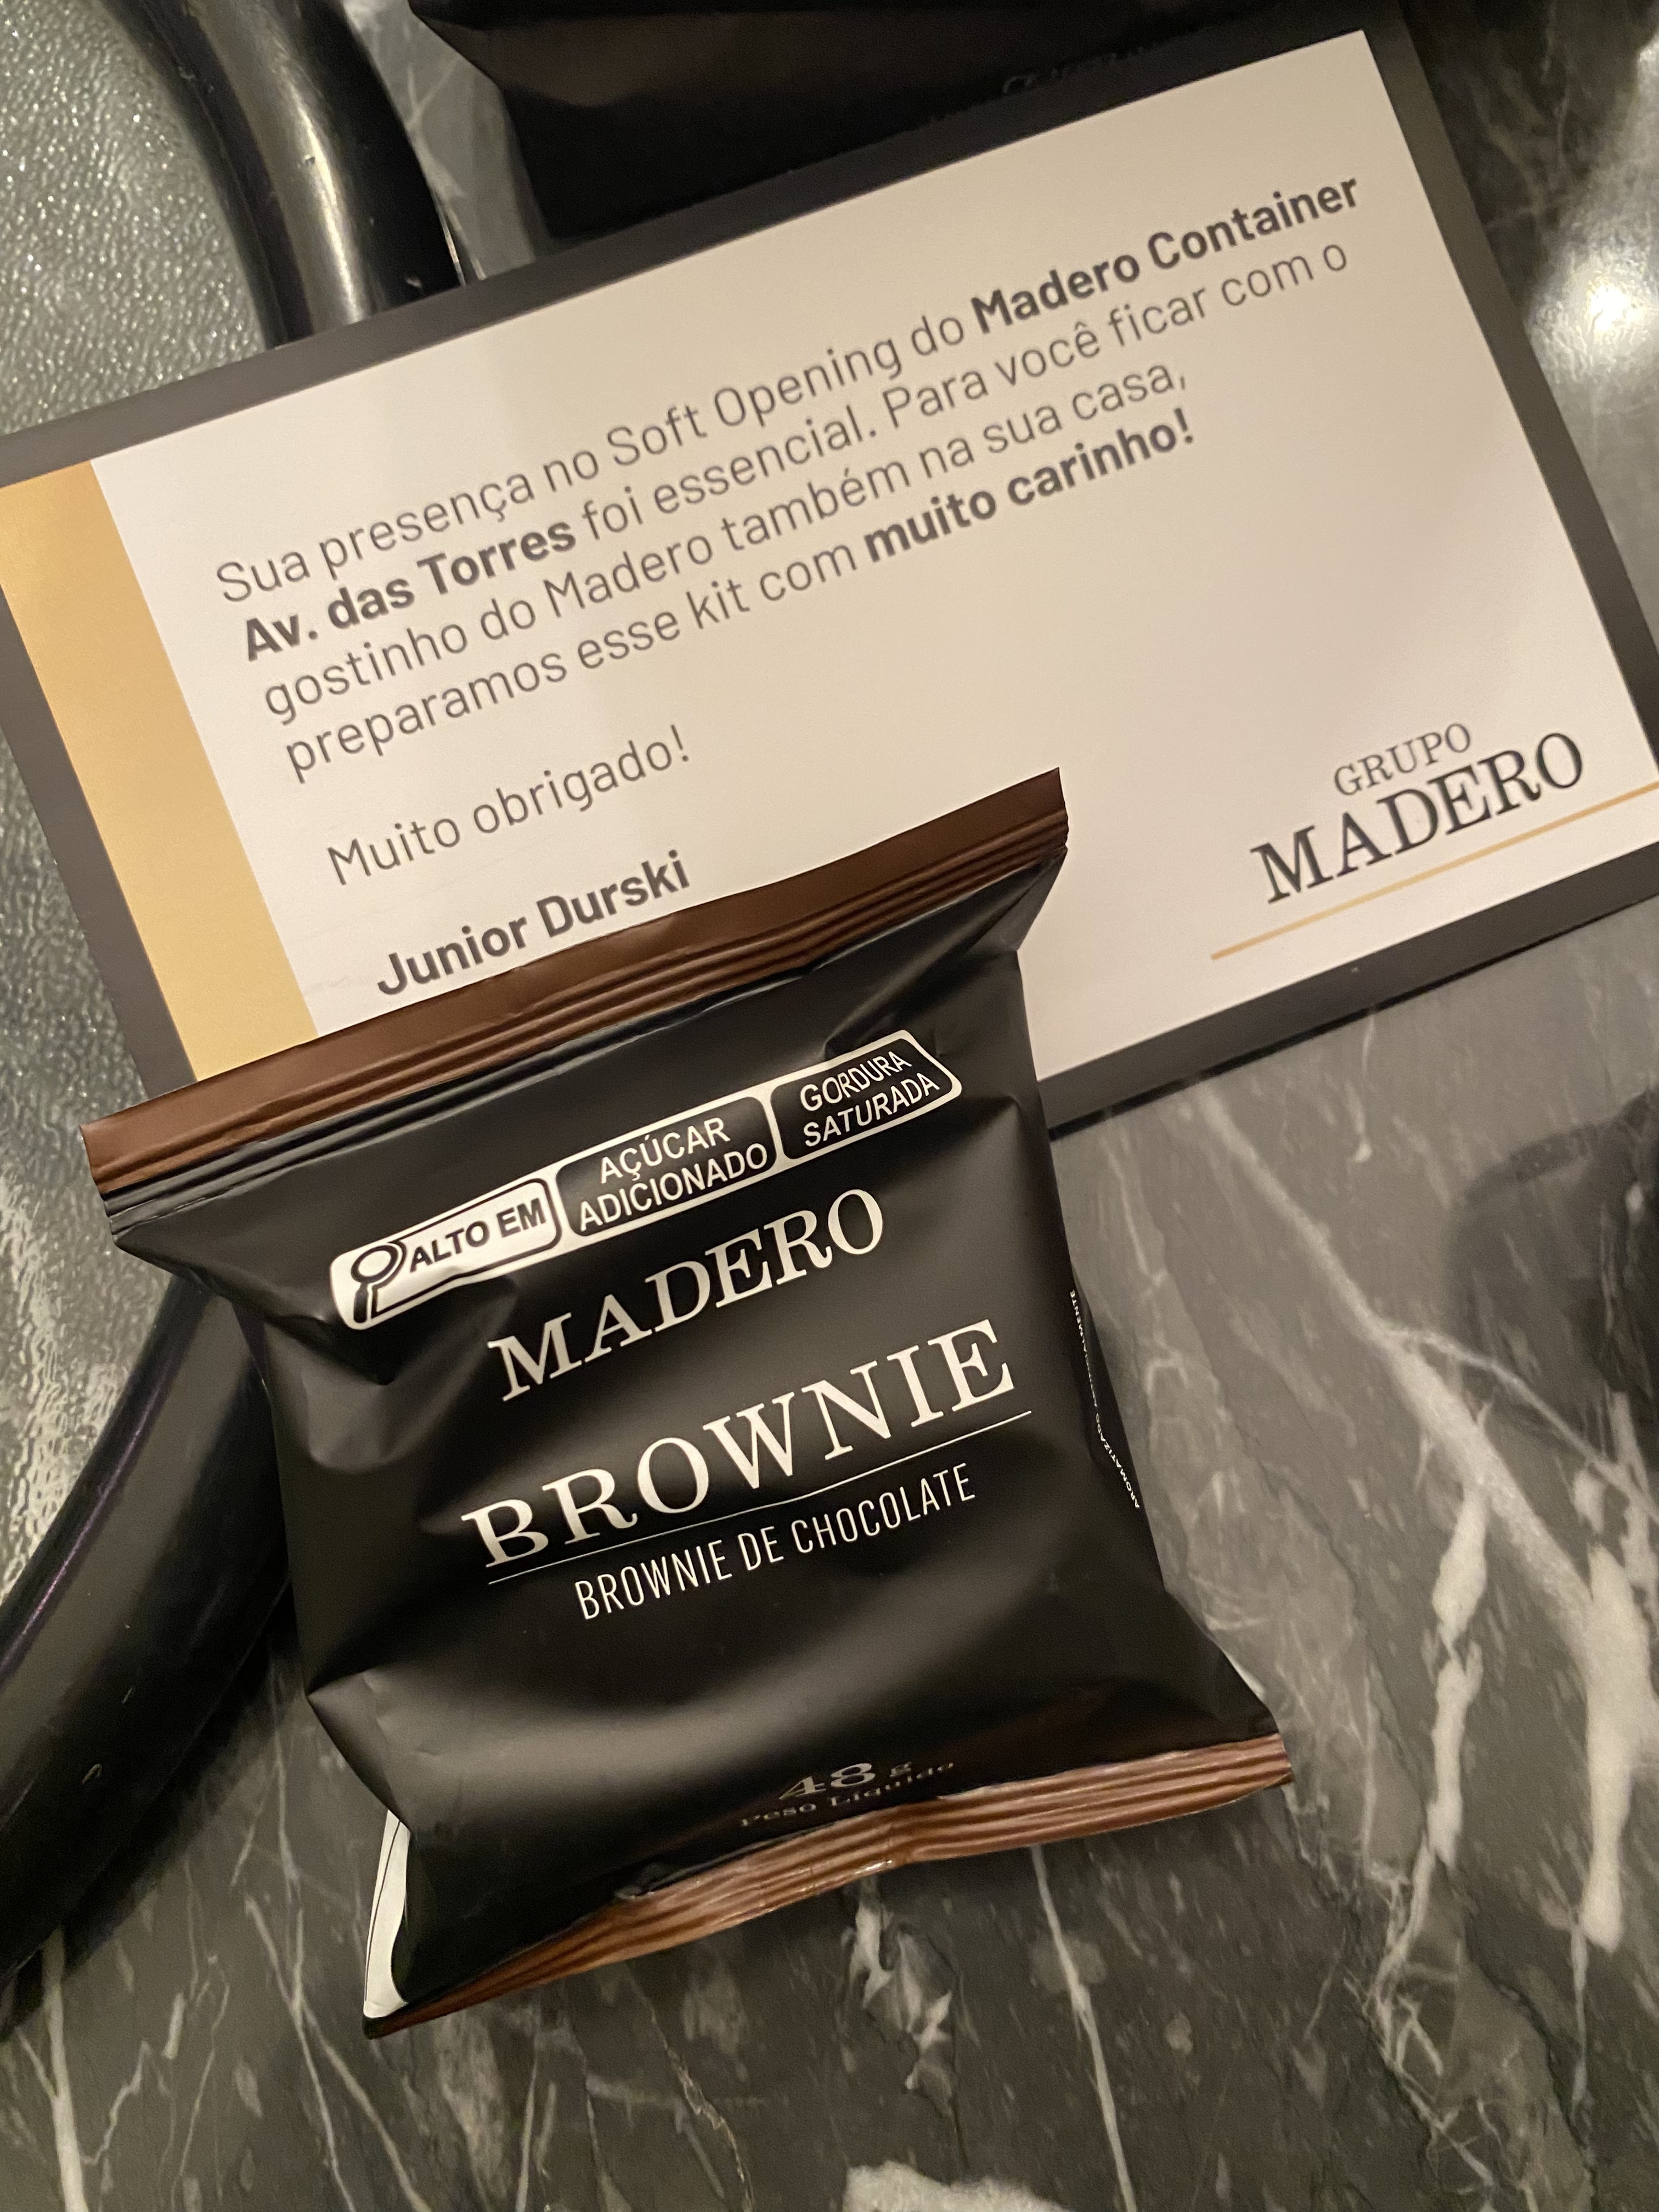 Sua presença no Soft Opening do Madero Container
Av. das Torres foi essencial. Para você ficar com o
gostinho do Madero também na sua casa,
preparamos esse kit com muito carinho!
Muito obrigado!
Junior Durski
GRUPO
MADERO
ALTO EM
AÇÚCAR
ADICIONADO
GORDURA
SATURADA
MADERO
BROWNIE
BROWNIE DE CHOCOLATE
48 g
Peso Líquido